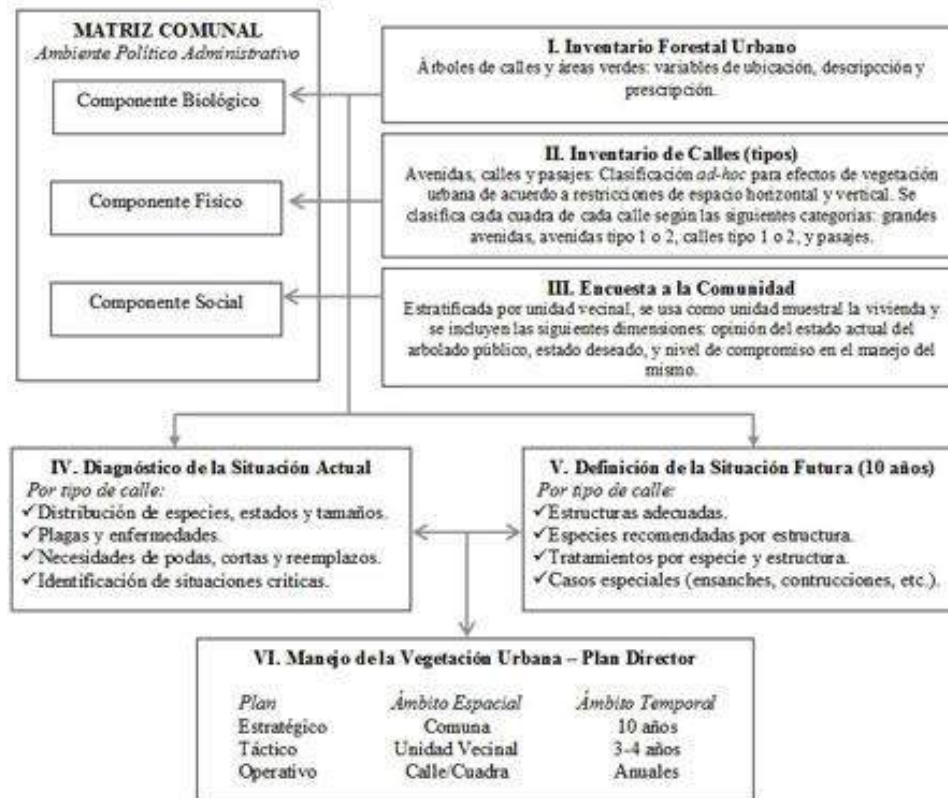 MATRIZ COMUNAL
Ambiente Político Administrativo
Componente Biológico
Componente Fisico
Componente Social
I. Inventario Forestal Urbano
Árboles de calles y áreas verdes: variables de ubicación, descripcción y
prescripción.
II. Inventario de Calles (tipos)
Avenidas, calles y pasajes: Clasificación ad-hoc para efectos de vegetación
urbana de acuerdo a restricciones de espacio horizontal y vertical. Se
clasifica cada cuadra de cada calle según las siguientes categorias: grandes
avenidas, avenidas tipo 1 o 2, calles tipo 1 o 2, y pasajes.
III. Encuesta a la Comunidad
Estratificada por unidad vecinal, se usa como unidad muestral la vivienda y
se incluyen las siguientes dimensiones: opinión del estado actual del
arbolado público, estado deseado, y nivel de compromiso en el manejo del
mismo.
IV. Diagnóstico de la Situación Actual
Por tipo de calle:
✓Distribución de especies, estados y tamaños.
✓Plagas y enfermedades.
✓Necesidades de podas, cortas y reemplazos.
✓Identificación de situaciones criticas.
V. Definición de la Situación Futura (10 años)
Por tipo de calle:
✓Estructuras adecuadas.
✓Especies recomendadas por estructura.
✓Tratamientos por especie y estructura.
✓Casos especiales (ensanches, contrucciones, etc.).
VI. Manejo de la Vegetación Urbana – Plan Director
Plan Ámbito Espacial Ámbito Temporal
Estratégico Comuna 10 años
Táctico Unidad Vecinal 3-4 años
Operativo Calle/Cuadra Anuales